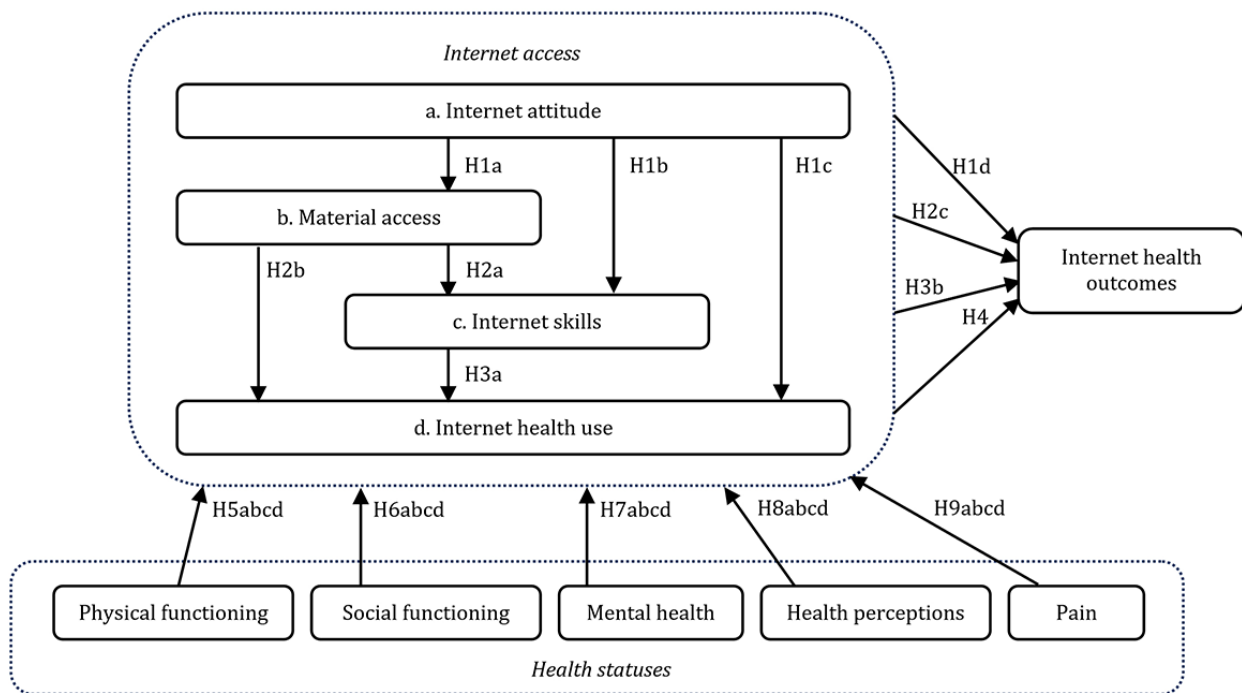 Internet access
a. Internet attitude
H1a
H1b
H1c
H1d
b. Material access
H2c
H2b
H2a
Internet health
outcomes
H3b
c. Internet skills
H4
H3a
d. Internet health use
H5abcd
H6abcd
H7abcd
H8abcd
H9abcd
Physical functioning
Social functioning
Mental health
Health perceptions
Pain
Health statuses